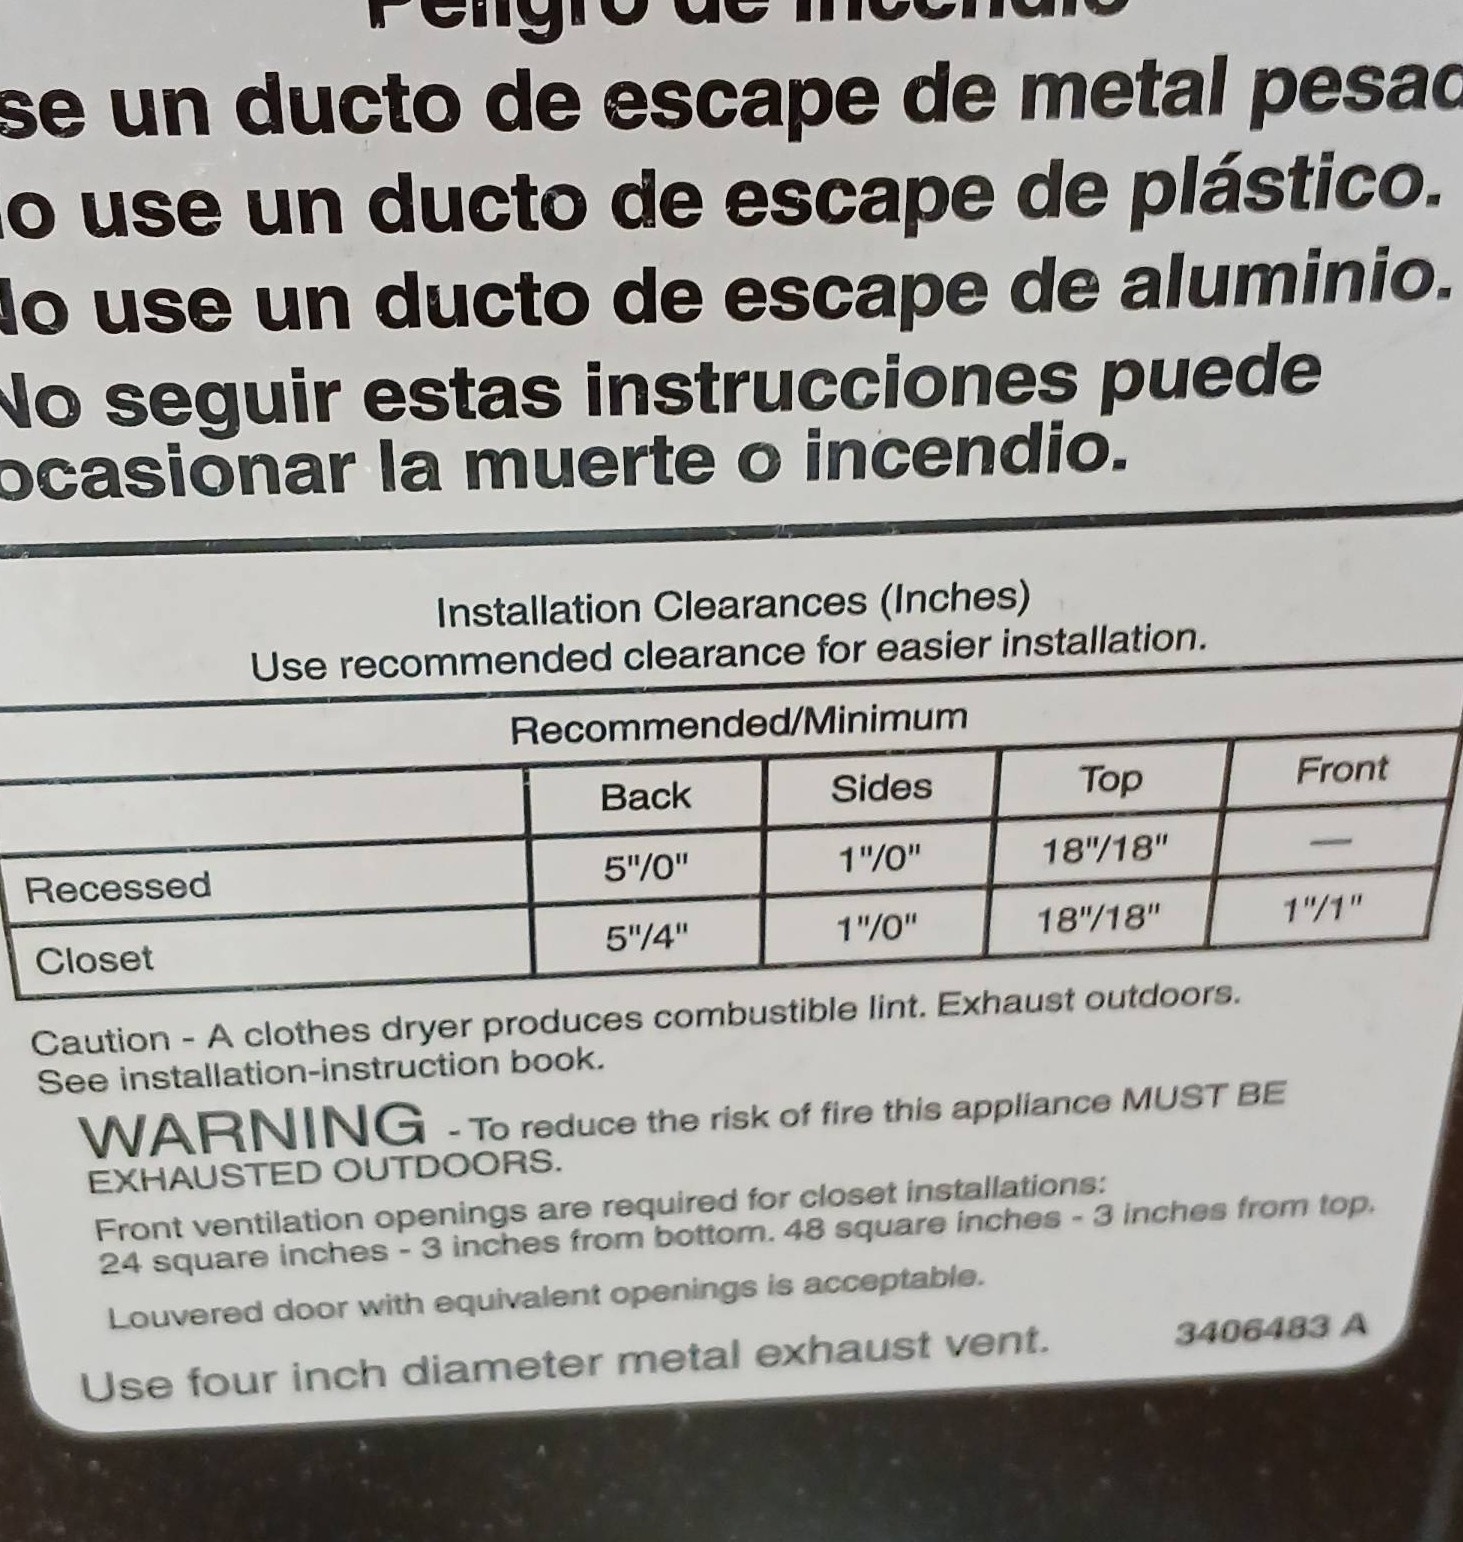 Peligro de incendio
se un ducto de escape de metal pesad
o use un ducto de escape de plástico.
No use un ducto de escape de aluminio.
No seguir estas instrucciones puede
ocasionar la muerte o incendio.
Installation Clearances (Inches)
Use recommended clearance for easier installation.
Recommended/Minimum
Back Sides Top Front
Recessed 5"/0" 1"/0" 18"/18" —
Closet 5"/4" 1"/0" 18"/18" 1"/1"
Caution - A clothes dryer produces combustible lint. Exhaust outdoors.
See installation-instruction book.
WARNING - To reduce the risk of fire this appliance MUST BE
EXHAUSTED OUTDOORS.
Front ventilation openings are required for closet installations:
24 square inches - 3 inches from bottom. 48 square inches - 3 inches from top.
Louvered door with equivalent openings is acceptable.
Use four inch diameter metal exhaust vent. 3406483 A